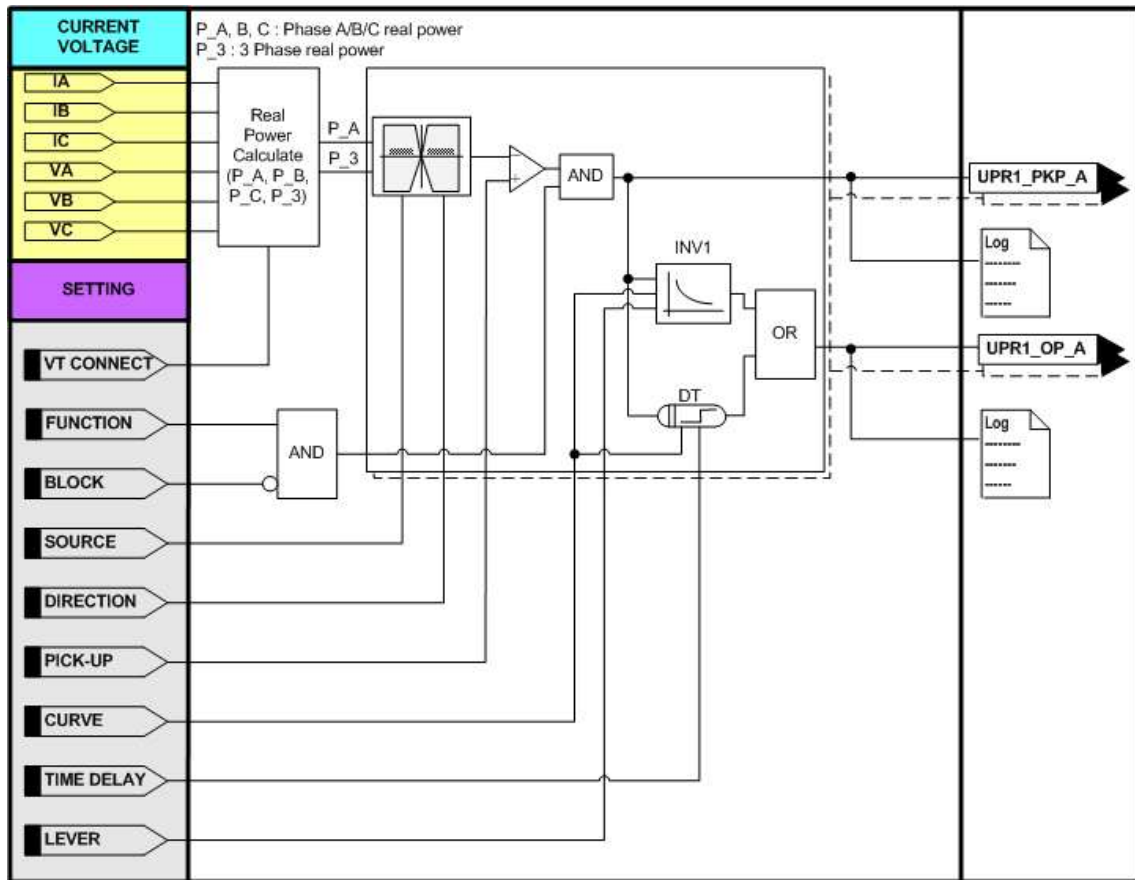 CURRENT
VOLTAGE
P_A, B, C : Phase A/B/C real power
P_3 : 3 Phase real power
IA
IB
IC
VA
VB
VC
Real
Power
Calculate
(P_A, P_B,
P_C, P_3)
P_A
P_3
−
+
AND
UPR1_PKP_A
Log
INV1
OR
UPR1_OP_A
Log
DT
SETTING
VT CONNECT
FUNCTION
AND
BLOCK
SOURCE
DIRECTION
PICK-UP
CURVE
TIME DELAY
LEVER